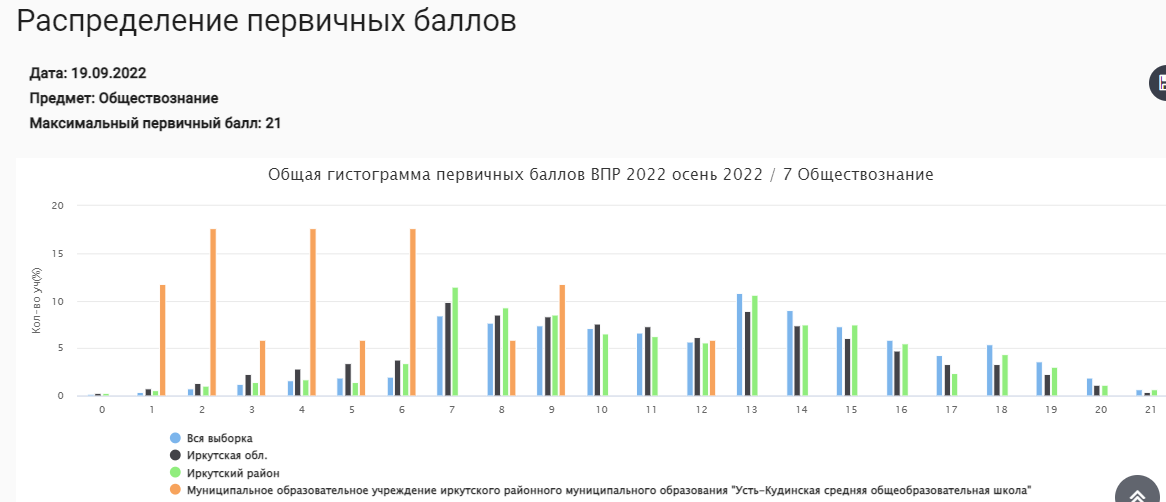 Распределение первичных баллов
Дата: 19.09.2022
Предмет: Обществознание
Максимальный первичный балл: 21
Общая гистограмма первичных баллов ВПР 2022 осень 2022 / 7 Обществознание
Кол-во уч(%)
20
15
10
5
0
0 1 2 3 4 5 6 7 8 9 10 11 12 13 14 15 16 17 18 19 20 21
Вся выборка
Иркутская обл.
Иркутский район
Муниципальное образовательное учреждение иркутского районного муниципального образования "Усть-Кудинская средняя общеобразовательная школа"